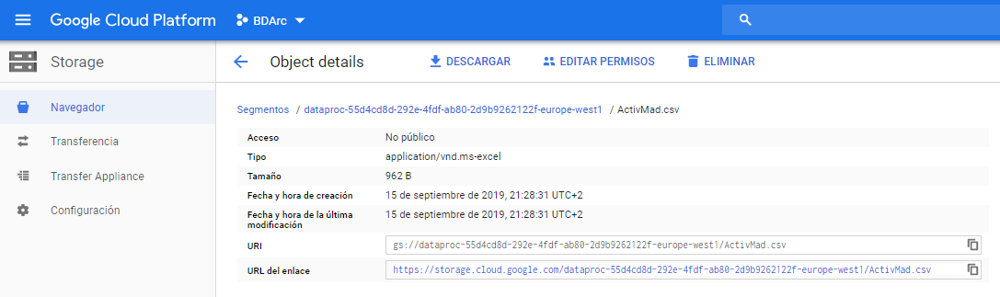 Google Cloud Platform BDArc
Storage
Object details DESCARGAR EDITAR PERMISOS ELIMINAR
Navegador
Transferencia
Transfer Appliance
Configuración
Segmentos / dataproc-55d4cd8d-292e-4fdf-ab80-2d9b9262122f-europe-west1 / ActivMad.csv
Acceso No público
Tipo application/vnd.ms-excel
Tamaño 962 B
Fecha y hora de creación 15 de septiembre de 2019, 21:28:31 UTC+2
Fecha y hora de la última
modificación 15 de septiembre de 2019, 21:28:31 UTC+2
URI gs://dataproc-55d4cd8d-292e-4fdf-ab80-2d9b9262122f-europe-west1/ActivMad.csv
URL del enlace https://storage.cloud.google.com/dataproc-55d4cd8d-292e-4fdf-ab80-2d9b9262122f-europe-west1/ActivMad.csv